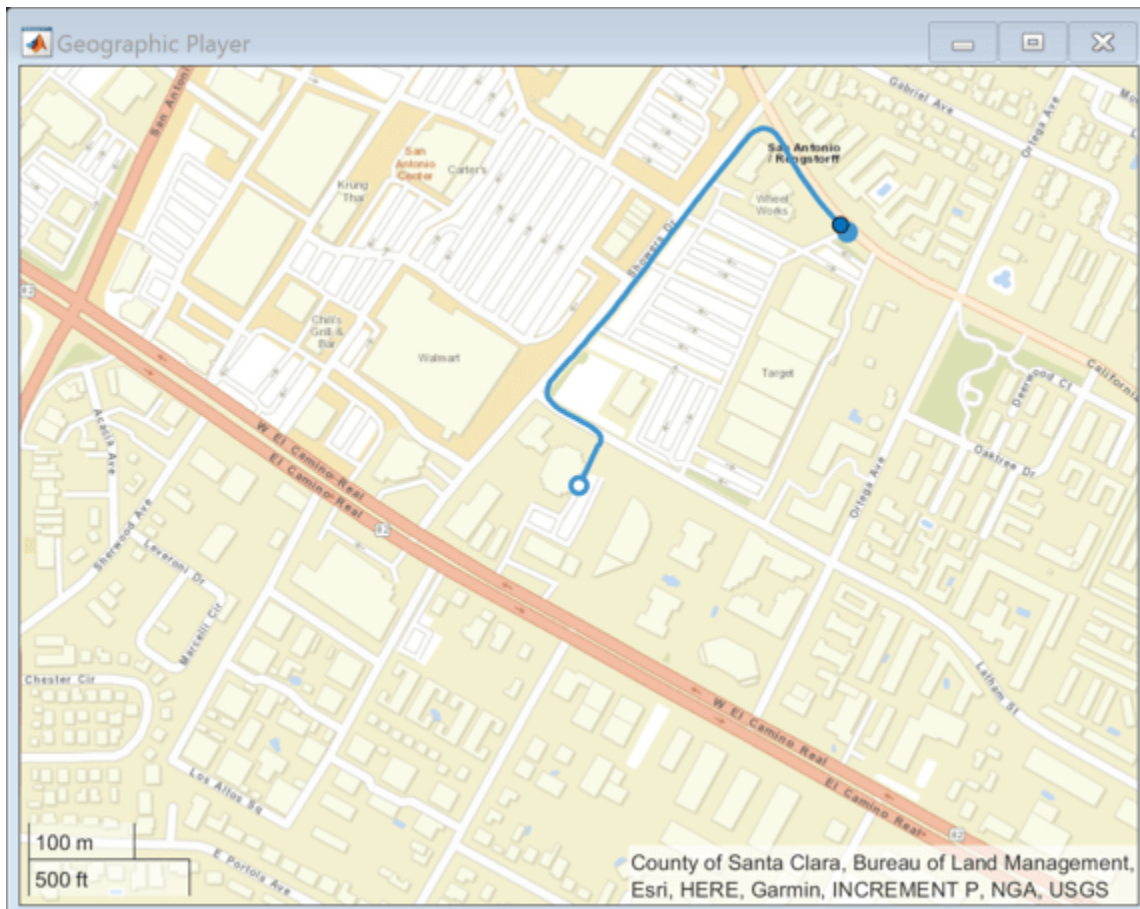 Geographic Player
San Antoni
Gabriel Ave
Ortega Ave
Mo
San
Antonio
Center
Carter's
San Antonio
/ Rengstorff
Krung
Thai
Wheel
Works
Showers Dr
82
Chili's
Grill &
Bar
Walmart
Target
California
Deerwood Ct
Acacia Ave
W El Camino Real
El Camino Real
Oaktree Dr
Ortega Ave
82
Sherwood Ave
Leveroni Dr
Marcelli Cir
Latham St
Chester Cir
W El Camino Real
El Camino Real
Los Altos Sq
82
E Portola Ave
100 m
500 ft
County of Santa Clara, Bureau of Land Management,
Esri, HERE, Garmin, INCREMENT P, NGA, USGS